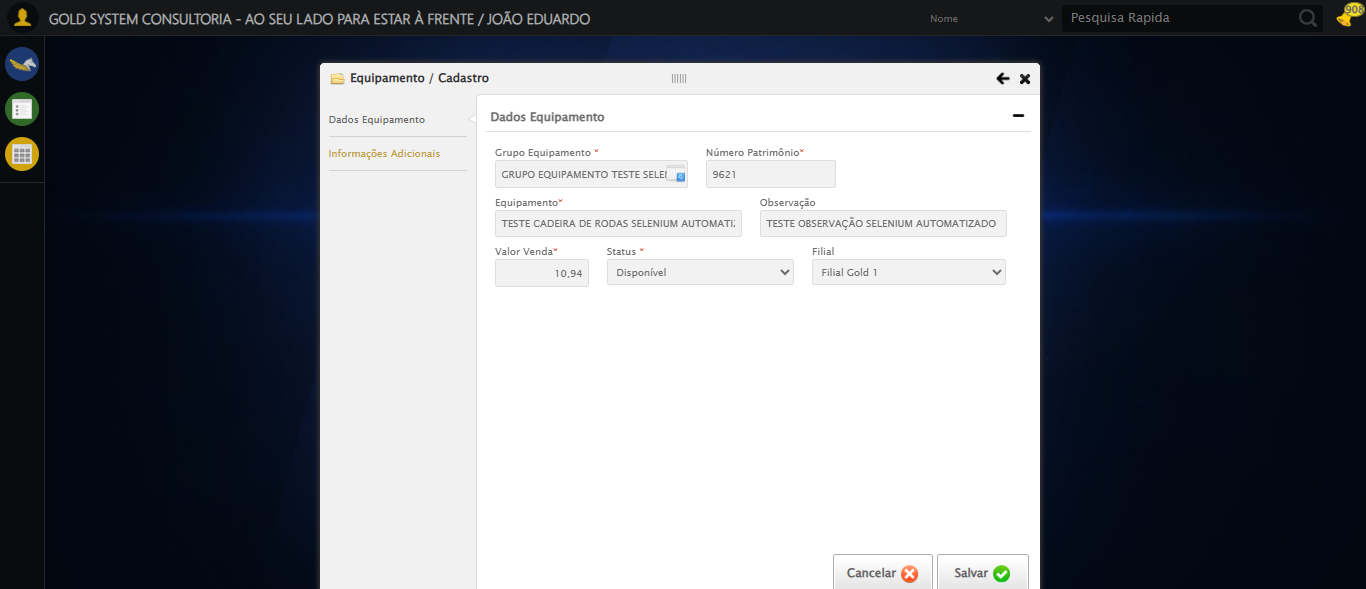 GOLD SYSTEM CONSULTORIA - AO SEU LADO PARA ESTAR À FRENTE / JOÃO EDUARDO
Nome
Pesquisa Rapida
908
Equipamento / Cadastro
Dados Equipamento
Informações Adicionais
Dados Equipamento
Grupo Equipamento * Número Patrimônio*
GRUPO EQUIPAMENTO TESTE SELE 9621
Equipamento* Observação
TESTE CADEIRA DE RODAS SELENIUM AUTOMATI TESTE OBSERVAÇÃO SELENIUM AUTOMATIZADO
Valor Venda* Status * Filial
10,94 Disponível Filial Gold 1
Cancelar Salvar